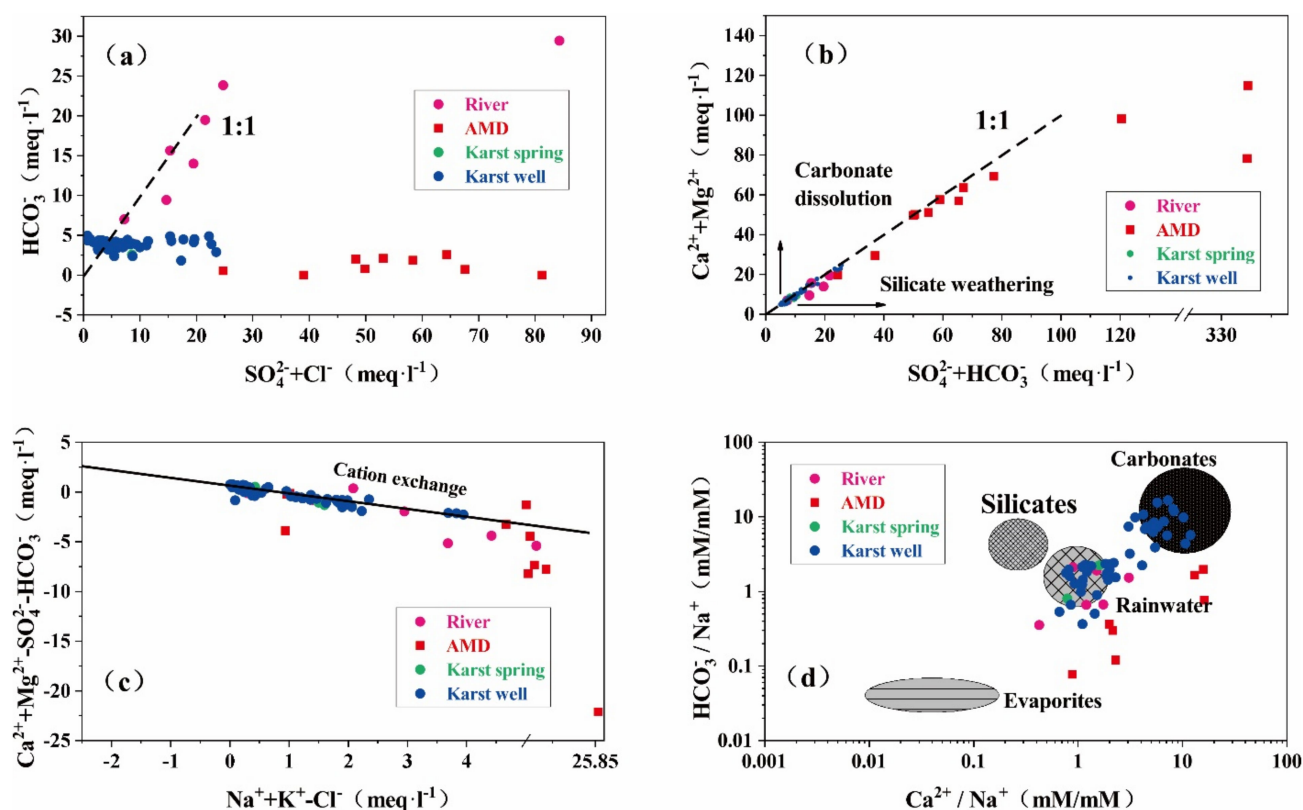 (a)
HCO₃⁻ (meq·l⁻¹)
30
25
20
15
10
5
0
-5
1:1
River
AMD
Karst spring
Karst well
0 10 20 30 40 50 60 70 80 90
SO₄²⁻+Cl⁻ (meq·l⁻¹)
(b)
Ca²⁺+Mg²⁺ (meq·l⁻¹)
140
120
100
80
60
40
20
0
1:1
Carbonate
dissolution
Silicate weathering
River
AMD
Karst spring
Karst well
0 20 40 60 80 100 120 330
SO₄²⁻+HCO₃⁻ (meq·l⁻¹)
Ca²⁺+Mg²⁺-SO₄²⁻-HCO₃⁻ (meq·l⁻¹)
5
0
-5
-10
-15
-20
-25
Cation exchange
River
AMD
Karst spring
Karst well
(c)
-2 -1 0 1 2 3 4 25.85
Na⁺+K⁺-Cl⁻ (meq·l⁻¹)
HCO₃⁻ / Na⁺ (mM/mM)
100
10
1
0.1
0.01
River
AMD
Karst spring
Karst well
Carbonates
Silicates
Rainwater
Evaporites
(d)
0.001 0.01 0.1 1 10 100
Ca²⁺ / Na⁺ (mM/mM)